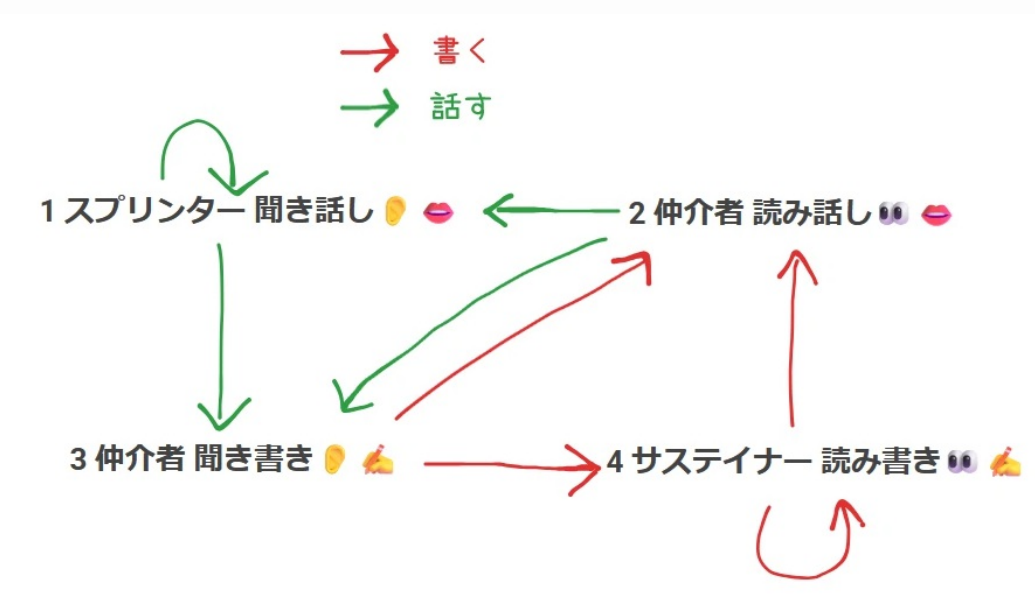 書く
話す
1 スプリンター 聞き話し👂 👄
2 仲介者 読み話し👀 👄
3 仲介者 聞き書き👂 ✍️
4 サステイナー 読み書き👀 ✍️